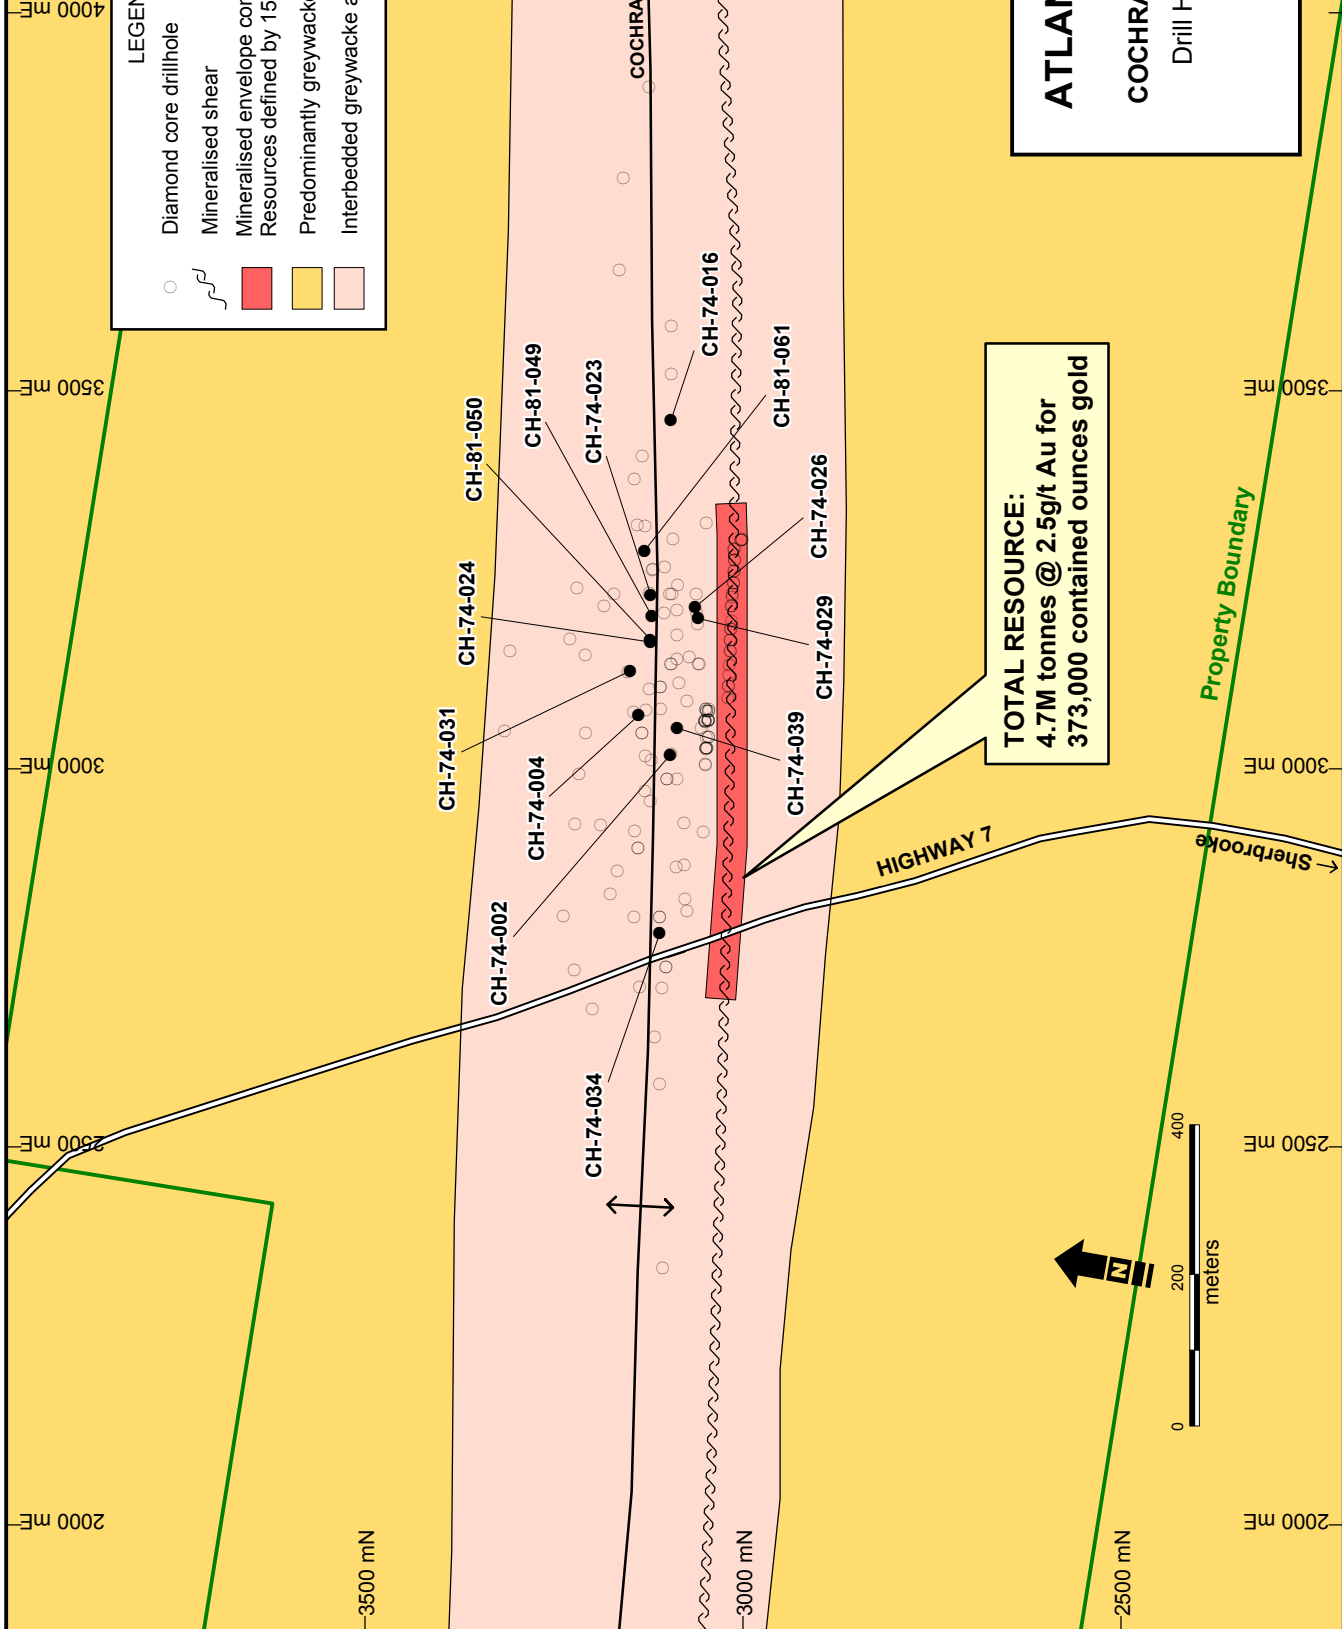 LEGEN
Diamond core drillhole
Mineralised shear
Mineralised envelope cor
Resources defined by 15
Predominantly greywacke
Interbedded greywacke a
ATLAN
COCHRA
Drill H
COCHRA
CH-74-034
CH-74-002
CH-74-004
CH-74-031
CH-74-024
CH-81-050
CH-81-049
CH-74-023
CH-74-016
CH-81-061
CH-74-026
CH-74-029
CH-74-039
TOTAL RESOURCE:
4.7M tonnes @ 2.5g/t Au for
373,000 contained ounces gold
HIGHWAY 7
Sherbrooke
Property Boundary
N
0
200
400
meters
2000 mE
2500 mE
3000 mE
3500 mE
4000 mE
2000 mE
2500 mE
3000 mE
3500 mE
3500 mN
3000 mN
2500 mN